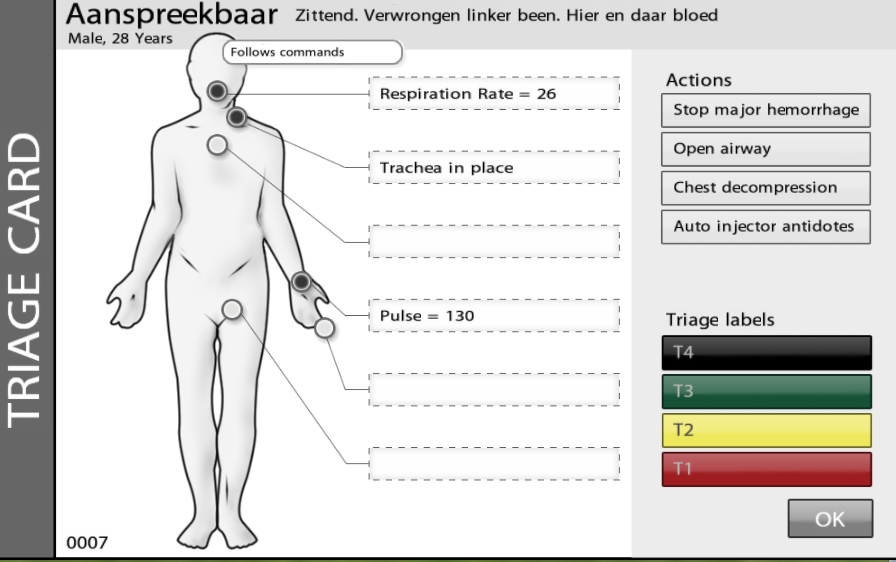 TRIAGE CARD
Aanspreekbaar Zittend. Verwrongen linker been. Hier en daar bloed
Male, 28 Years
Follows commands
Respiration Rate = 26
Trachea in place
Pulse = 130
0007
Actions
Stop major hemorrhage
Open airway
Chest decompression
Auto injector antidotes
Triage labels
T4
T3
T2
T1
OK